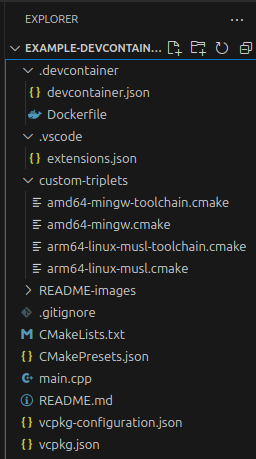 EXPLORER
EXAMPLE-DEVCONTAIN...
.devcontainer
devcontainer.json
Dockerfile
.vscode
extensions.json
custom-triplets
amd64-mingw-toolchain.cmake
amd64-mingw.cmake
arm64-linux-musl-toolchain.cmake
arm64-linux-musl.cmake
README-images
.gitignore
CMakeLists.txt
CMakePresets.json
main.cpp
README.md
vcpkg-configuration.json
vcpkg.json